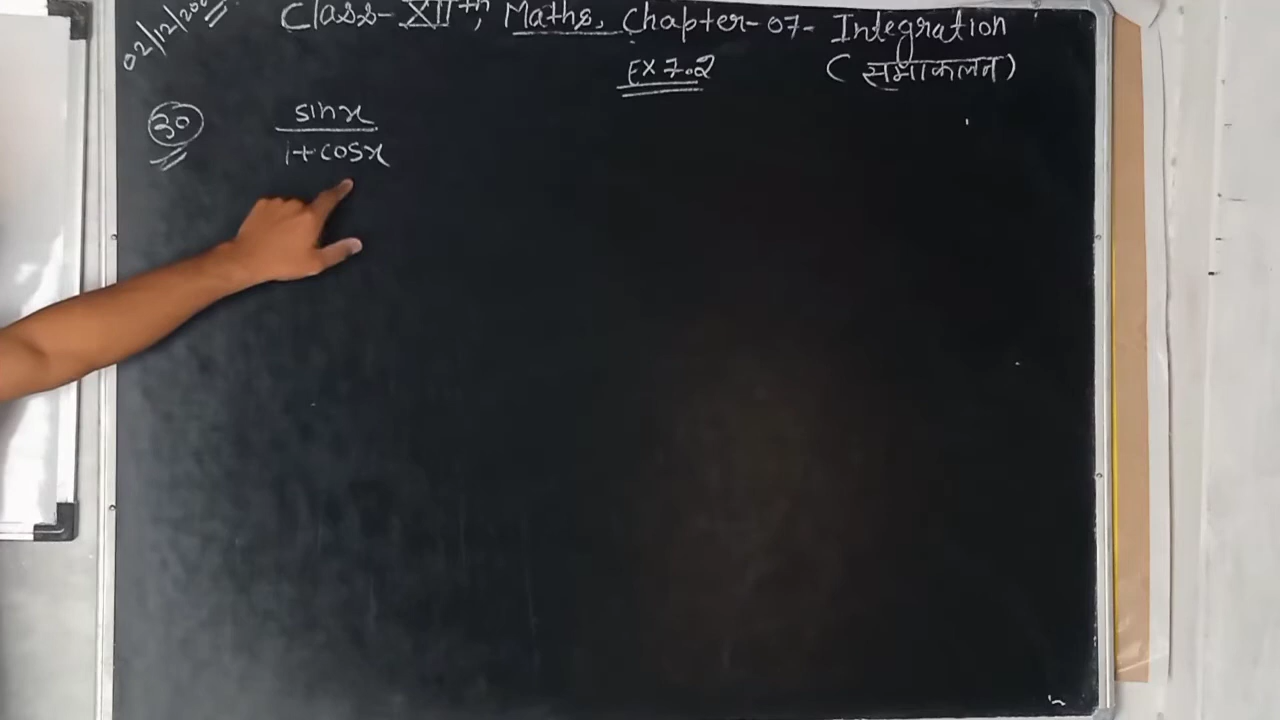 02/12/20
Class-XIIth, Maths, Chapter-07- Integration
EX 7.2 (समाकलन)
30 sinx
1+cosx